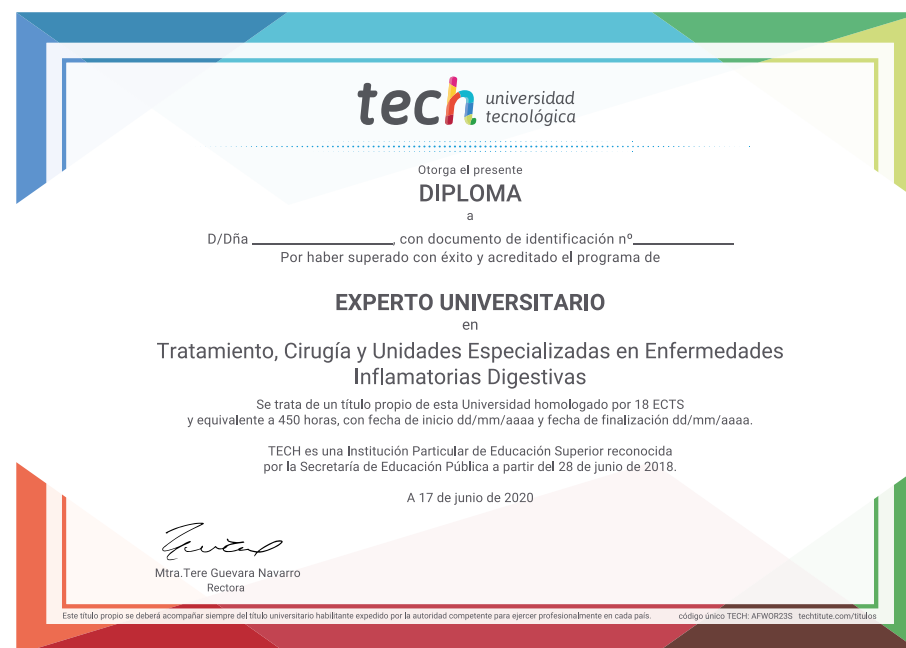 tech universidad
tecnológica
Otorga el presente
DIPLOMA
a
D/Dña ____________________, con documento de identificación nº______________
Por haber superado con éxito y acreditado el programa de
EXPERTO UNIVERSITARIO
en
Tratamiento, Cirugía y Unidades Especializadas en Enfermedades
Inflamatorias Digestivas
Se trata de un título propio de esta Universidad homologado por 18 ECTS
y equivalente a 450 horas, con fecha de inicio dd/mm/aaaa y fecha de finalización dd/mm/aaaa.
TECH es una Institución Particular de Educación Superior reconocida
por la Secretaría de Educación Pública a partir del 28 de junio de 2018.
A 17 de junio de 2020
Mtra.Tere Guevara Navarro
Rectora
Este título propio se deberá acompañar siempre del título universitario habilitante expedido por la autoridad competente para ejercer profesionalmente en cada país. código único TECH: AFWOR23S techtitute.com/titulos